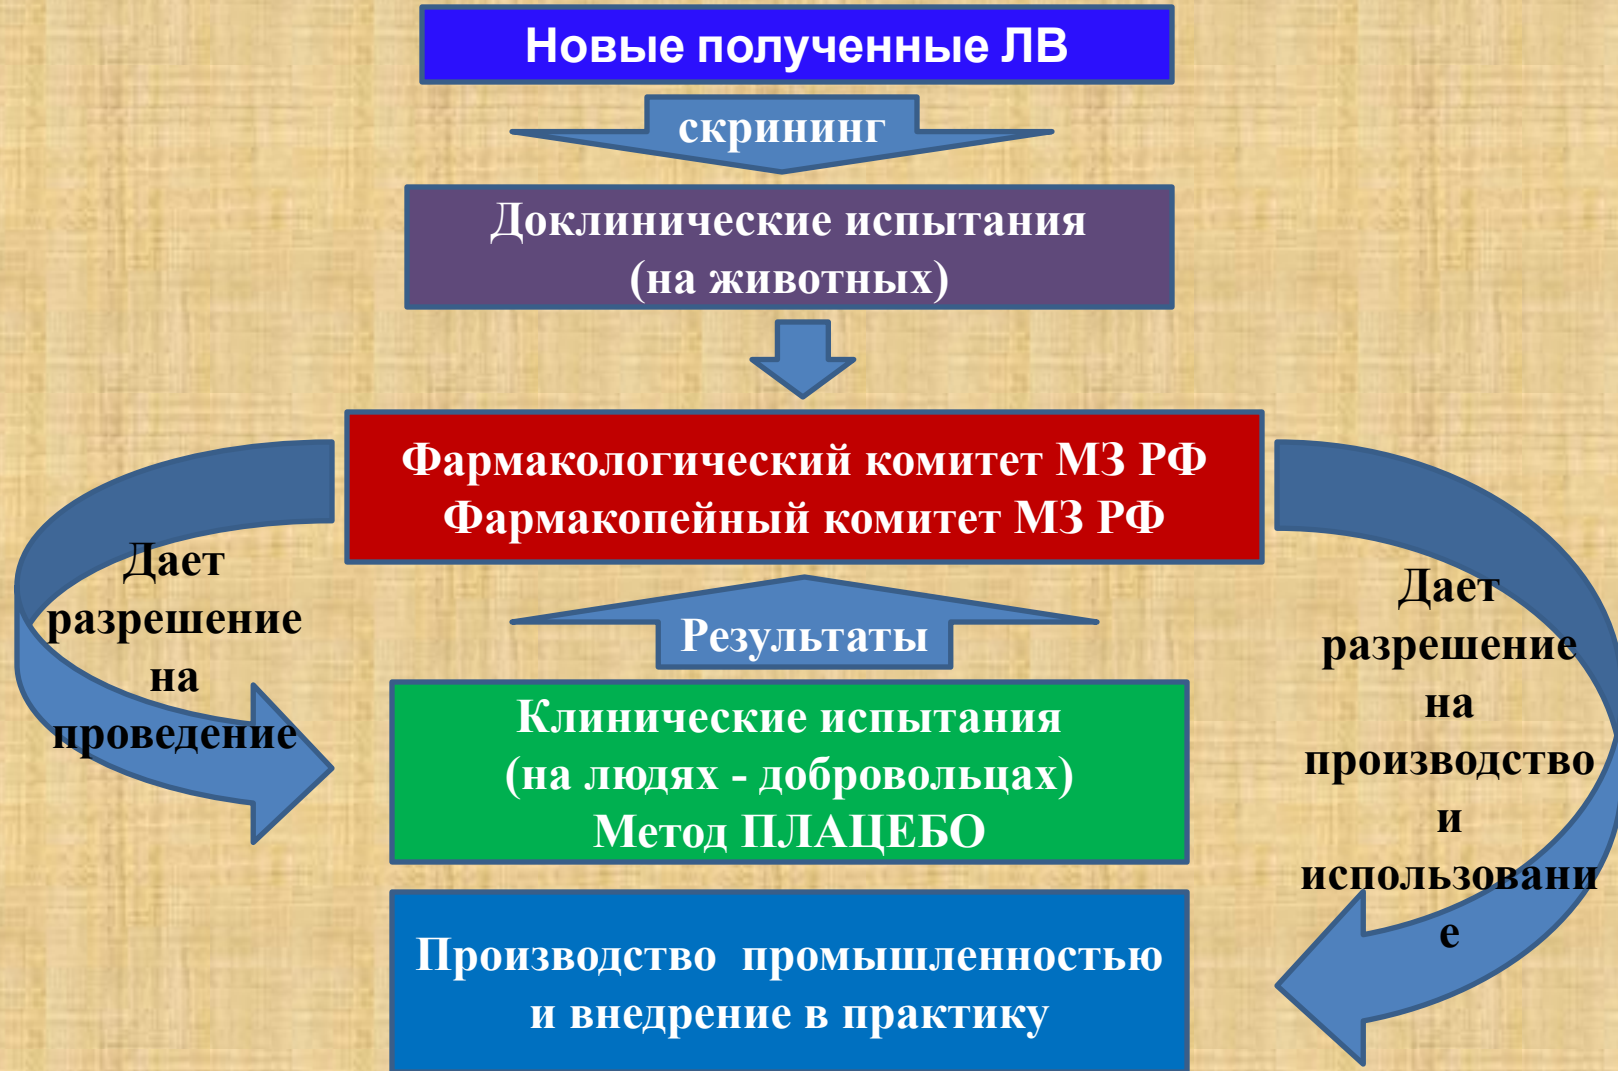 Новые полученные ЛВ
скрининг
Доклинические испытания
(на животных)
Фармакологический комитет МЗ РФ
Фармакопейный комитет МЗ РФ
Дает
разрешение
на
проведение
Результаты
Клинические испытания
(на людях - добровольцах)
Метод ПЛАЦЕБО
Дает
разрешение
на
производство
и
использовани
е
Производство промышленностью
и внедрение в практику